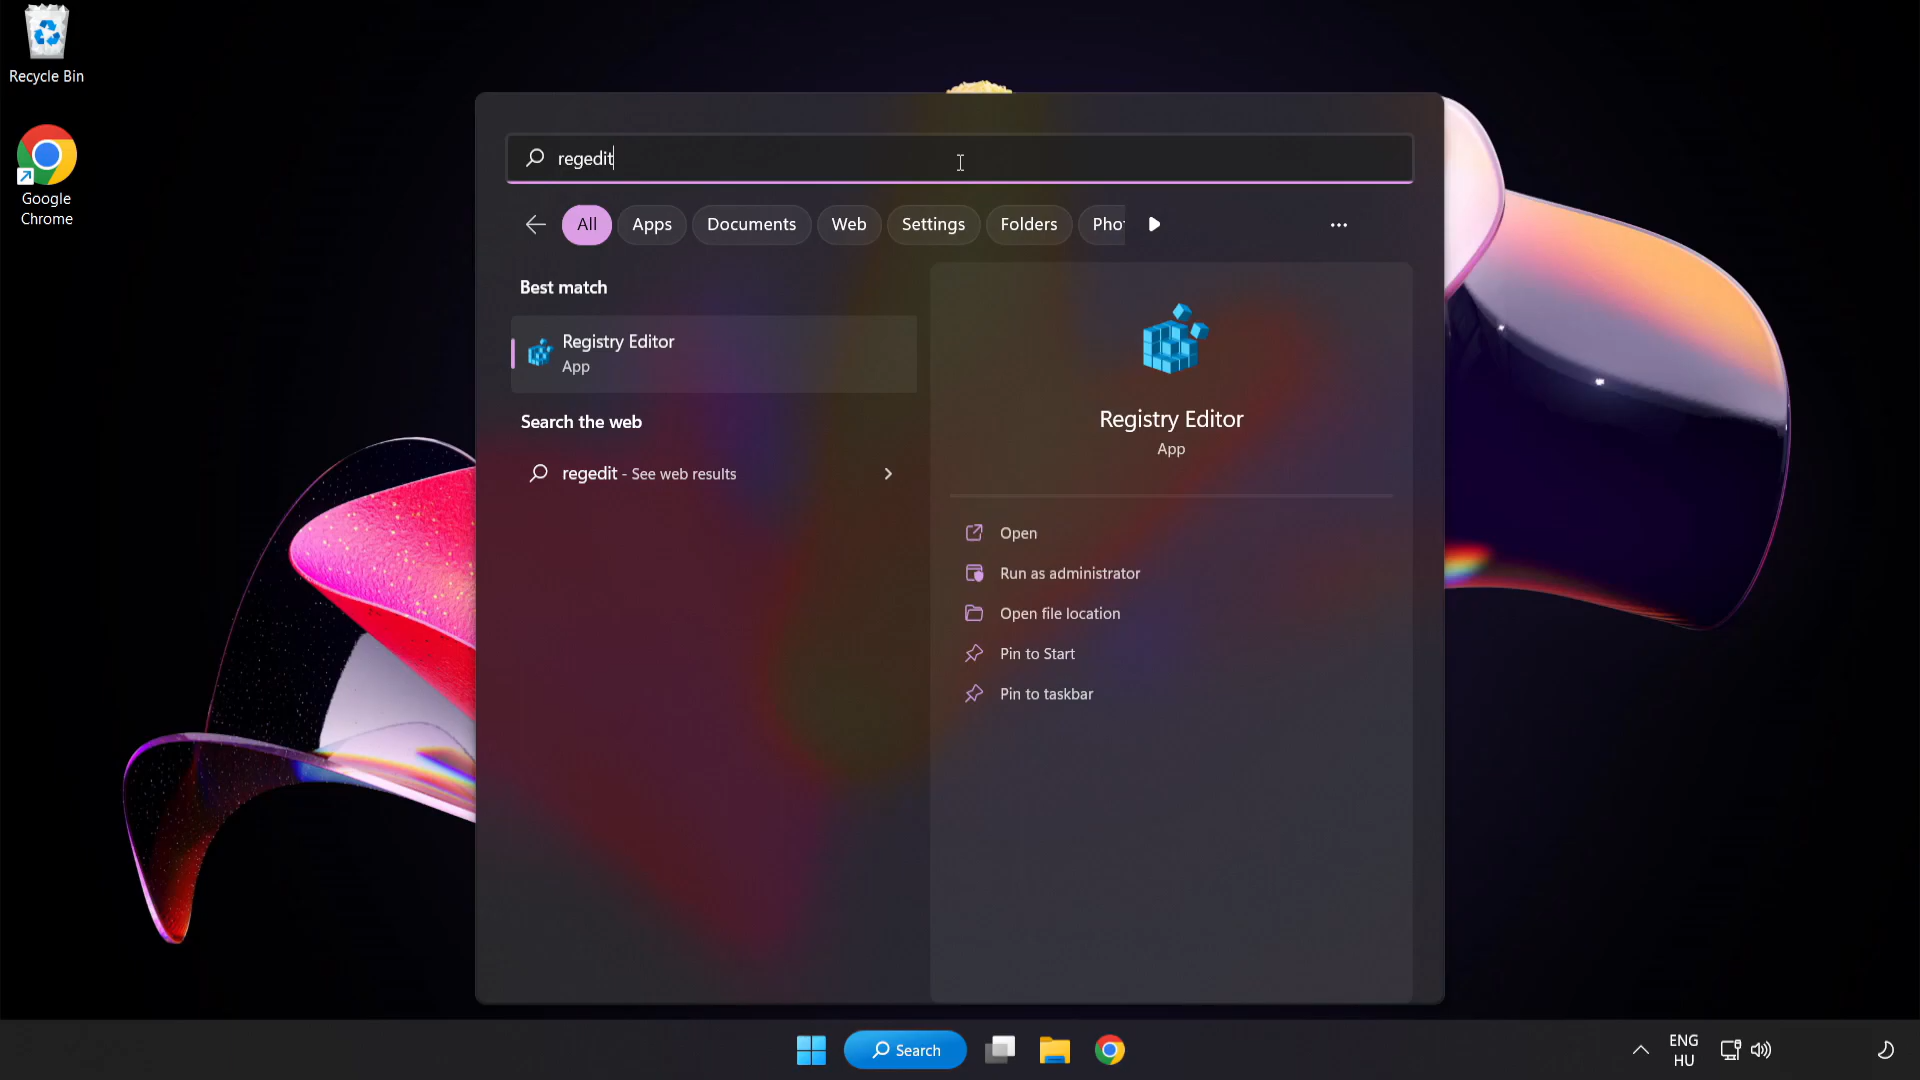 Recycle Bin
Google
Chrome
regedit
All Apps Documents Web Settings Folders
Best match
Registry Editor
App
Search the web
regedit - See web results
Registry Editor
App
Open
Run as administrator
Open file location
Pin to Start
Pin to taskbar
Search
ENG
HU